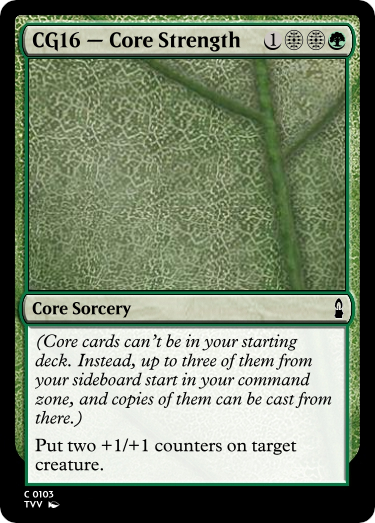 CG16 — Core Strength 1
Core Sorcery
(Core cards can't be in your starting
deck. Instead, up to three of them from
your sideboard start in your command
zone, and copies of them can be cast from
there.)
Put two +1/+1 counters on target
creature.
C 0103
TVV